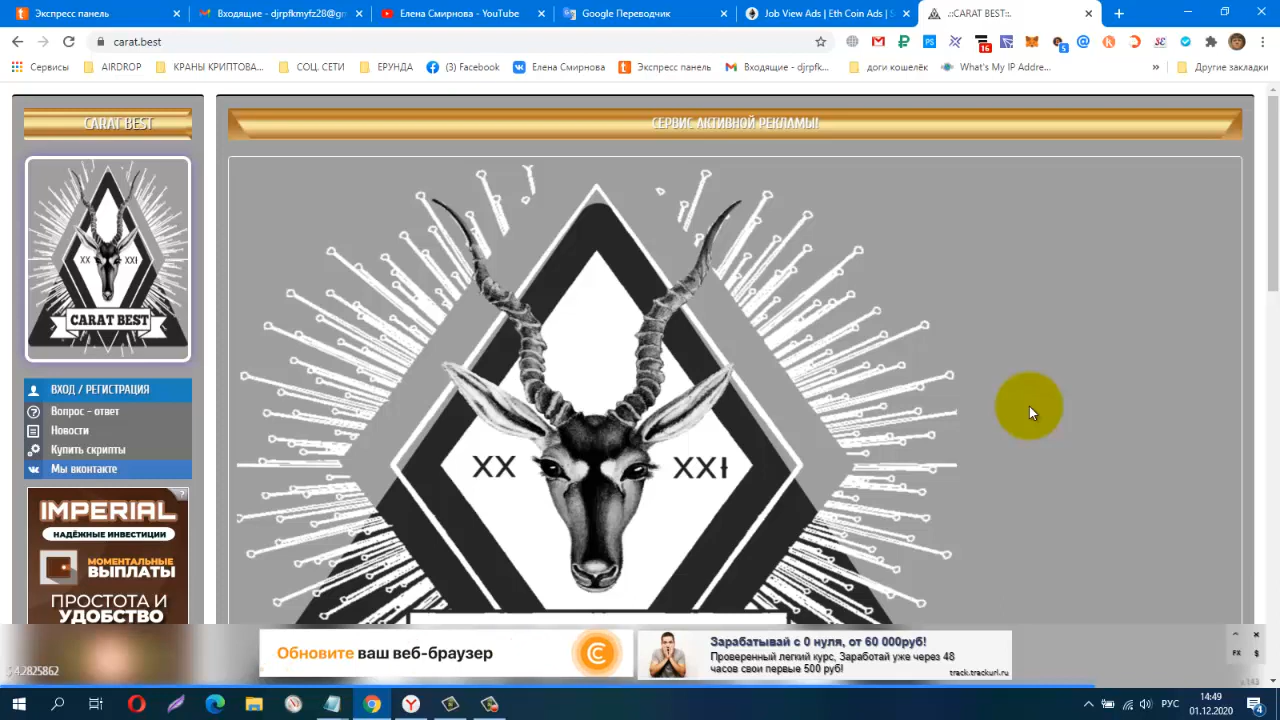 Экспресс панель
Входящие - djrpfkmyfz28@gm
Елена Смирнова - YouTube
Google Переводчик
Job View Ads | Eth Coin Ads | S
.::CARAT BEST::.
carat.best
16
5
Сервисы
AIRDROP
КРАНЫ КРИПТОВА...
СОЦ. СЕТИ
ЕРУНДА
(3) Facebook
Елена Смирнова
Экспресс панель
Входящие - djrpfk...
доги кошелёк
What's My IP Addre...
»
Другие закладки
CARAT BEST
СЕРВИС АКТИВНОЙ РЕКЛАМЫ!
XX XXI
CARAT BEST
XX XXI
ВХОД / РЕГИСТРАЦИЯ
Вопрос - ответ
Новости
Купить скрипты
Мы вконтакте
IMPERIAL
НАДЁЖНЫЕ ИНВЕСТИЦИИ
МОМЕНТАЛЬНЫЕ
ВЫПЛАТЫ
ПРОСТОТА И
УДОБСТВО
Обновите ваш веб-браузер
Зарабатывай с 0 нуля, от 60 000руб!
Проверенный легкий курс, Заработай уже через 48
часов свои первые 500 руб!
track.trackuri.ru
FX $
РУС
14:49
01.12.2020
4